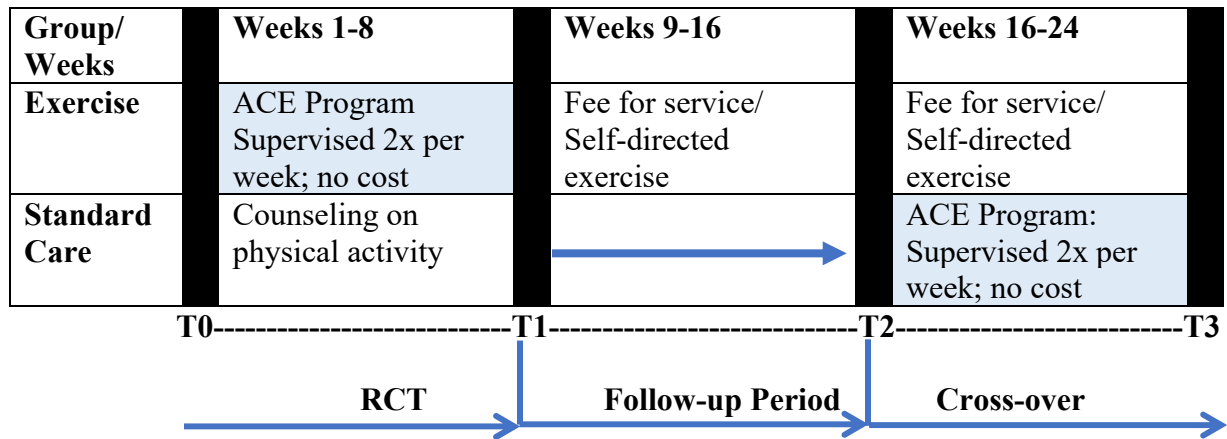 Group/ Weeks 1-8 Weeks 9-16 Weeks 16-24
Weeks
Exercise ACE Program Fee for service/ Fee for service/
Supervised 2x per Self-directed Self-directed
week; no cost exercise exercise
Standard Counseling on ACE Program:
Care physical activity Supervised 2x per
week; no cost
T0----------------------------T1------------------------------T2---------------------------T3
RCT Follow-up Period Cross-over